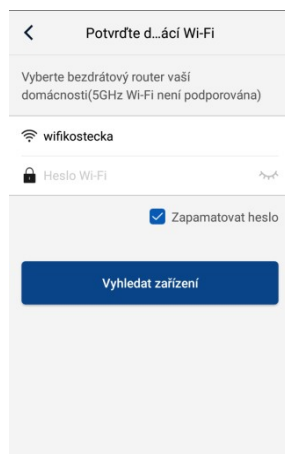 Potvrďte d...ácí Wi-Fi
Vyberte bezdrátový router vaší
domácnosti(5GHz Wi-Fi není podporována)
wifikostecka
Heslo Wi-Fi
Zapamatovat heslo
Vyhledat zařízení